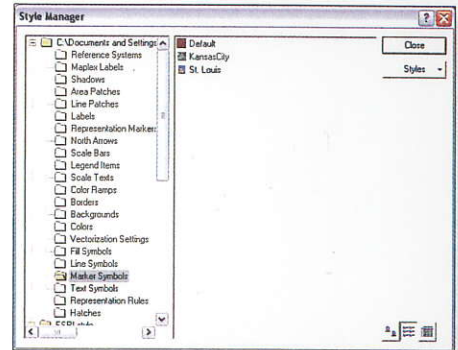 Style Manager
C:\Documents and Settings
Reference Systems
Maplex Labels
Shadows
Area Patches
Line Patches
Labels
Representation Markers
North Arrows
Scale Bars
Legend Items
Scale Texts
Color Ramps
Borders
Backgrounds
Colors
Vectorization Settings
Fill Symbols
Line Symbols
Marker Symbols
Text Symbols
Representation Rules
Hatches
ESRI.style
Default
KansasCity
St. Louis
Close
Styles